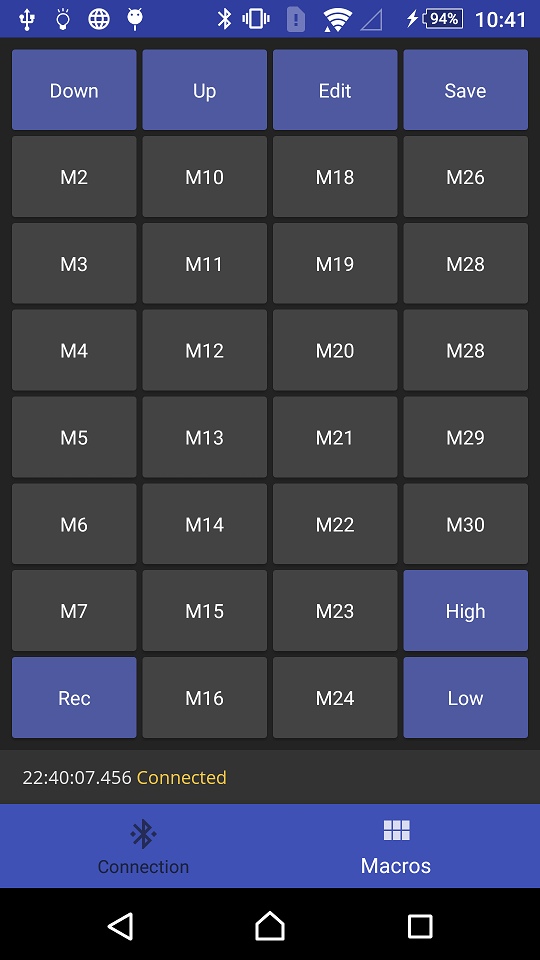 94% 10:41
Down Up Edit Save
M2 M10 M18 M26
M3 M11 M19 M28
M4 M12 M20 M28
M5 M13 M21 M29
M6 M14 M22 M30
M7 M15 M23 High
Rec M16 M24 Low
22:40:07.456 Connected
Connection Macros